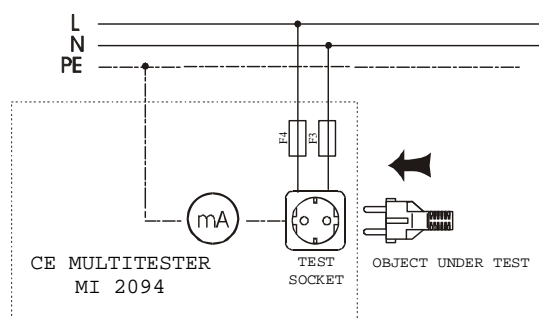 L
N
PE
F4
F3
mA
CE MULTITESTER
MI 2094
TEST
SOCKET
OBJECT UNDER TEST